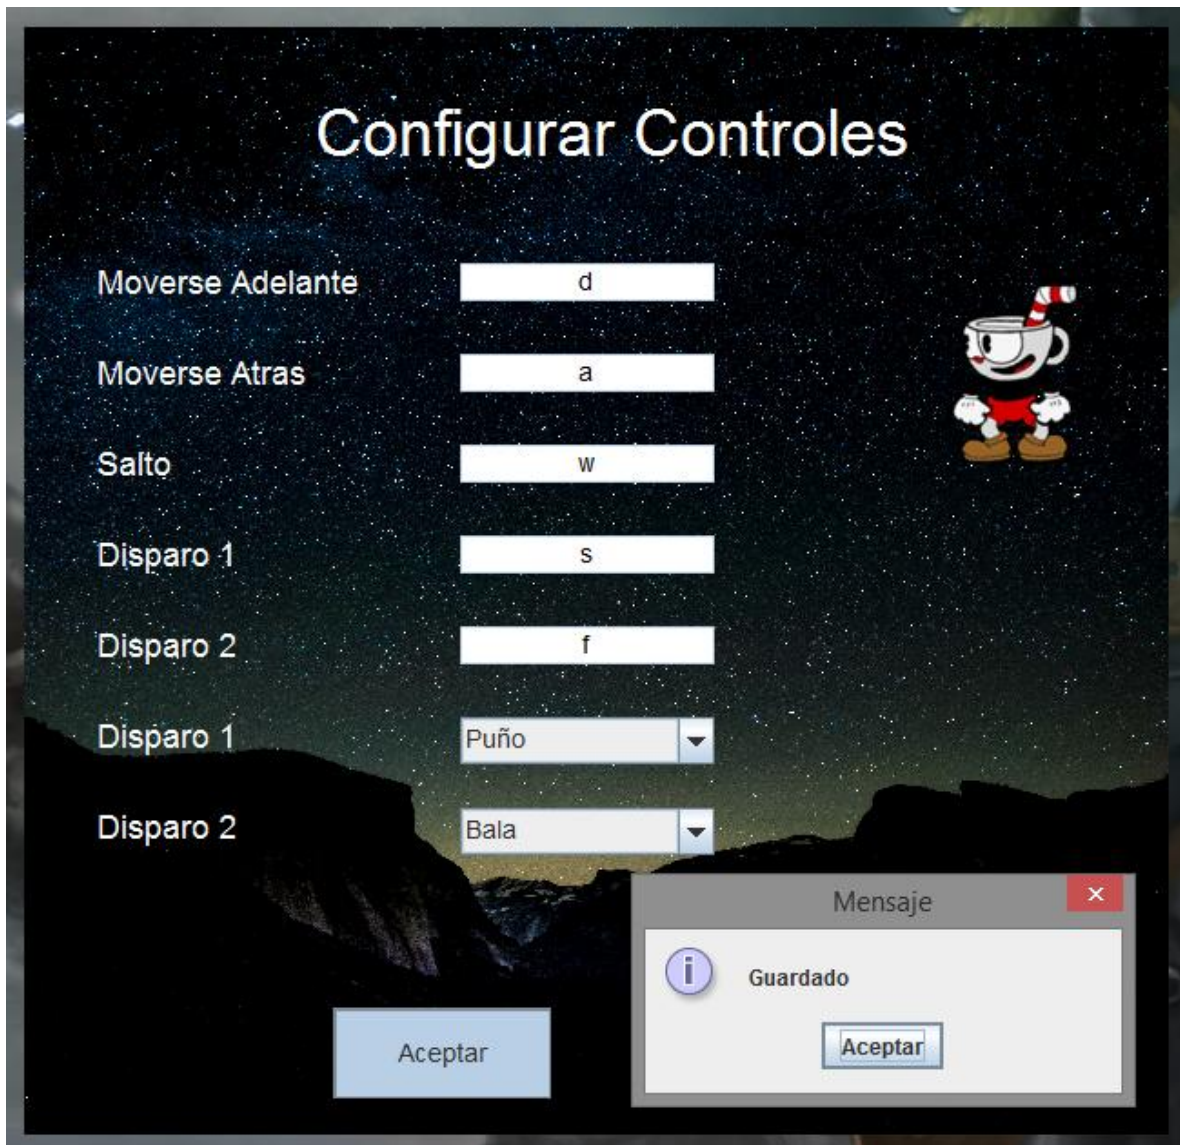 Configurar Controles
Moverse Adelante d
Moverse Atras a
Salto w
Disparo 1 s
Disparo 2 f
Disparo 1 Puño
Disparo 2 Bala
Mensaje x
i Guardado
Aceptar
Aceptar